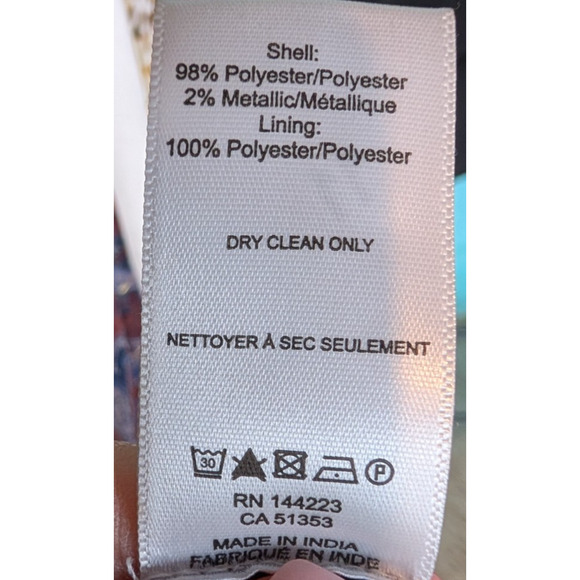 Shell:
98% Polyester/Polyester
2% Metallic/Métallique
Lining:
100% Polyester/Polyester
DRY CLEAN ONLY
NETTOYER À SEC SEULEMENT
30 P
RN 144223
CA 51353
MADE IN INDIA
FABRIQUÉ EN INDE